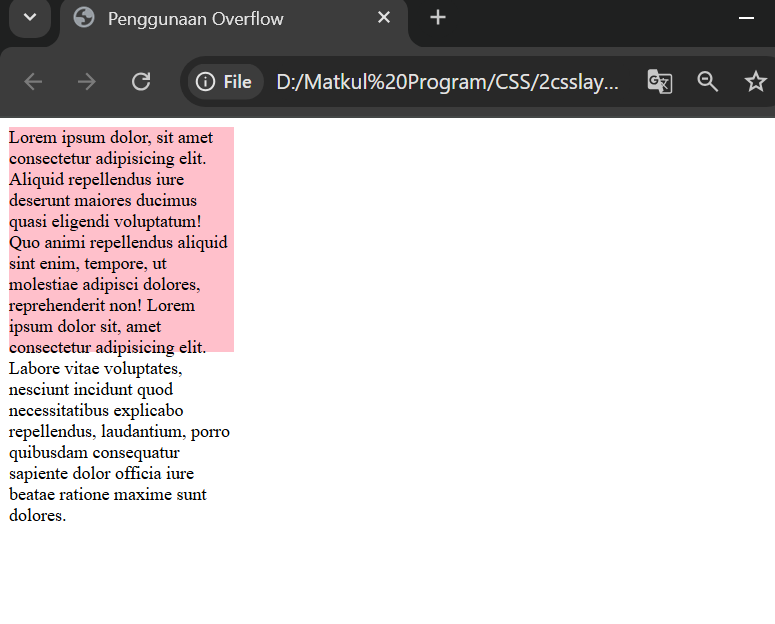 Penggunaan Overflow
File
D:/Matkul%20Program/CSS/2csslay...
Lorem ipsum dolor, sit amet
consectetur adipisicing elit.
Aliquid repellendus iure
deserunt maiores ducimus
quasi eligendi voluptatum!
Quo animi repellendus aliquid
sint enim, tempore, ut
molestiae adipisci dolores,
reprehenderit non! Lorem
ipsum dolor sit, amet
consectetur adipisicing elit.
Labore vitae voluptates,
nesciunt incidunt quod
necessitatibus explicabo
repellendus, laudantium, porro
quibusdam consequatur
sapiente dolor officia iure
beatae ratione maxime sunt
dolores.